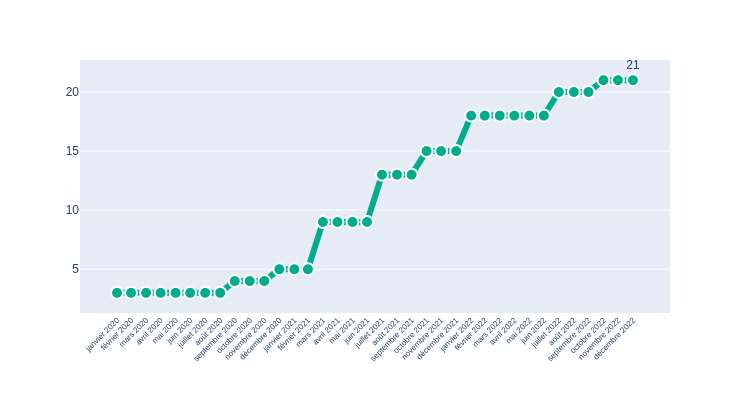 21
20
15
10
5
janvier 2020
février 2020
mars 2020
avril 2020
mai 2020
juin 2020
juillet 2020
août 2020
septembre 2020
octobre 2020
novembre 2020
décembre 2020
janvier 2021
février 2021
mars 2021
avril 2021
mai 2021
juin 2021
juillet 2021
août 2021
septembre 2021
octobre 2021
novembre 2021
décembre 2021
janvier 2022
février 2022
mars 2022
avril 2022
mai 2022
juin 2022
juillet 2022
août 2022
septembre 2022
octobre 2022
novembre 2022
décembre 2022